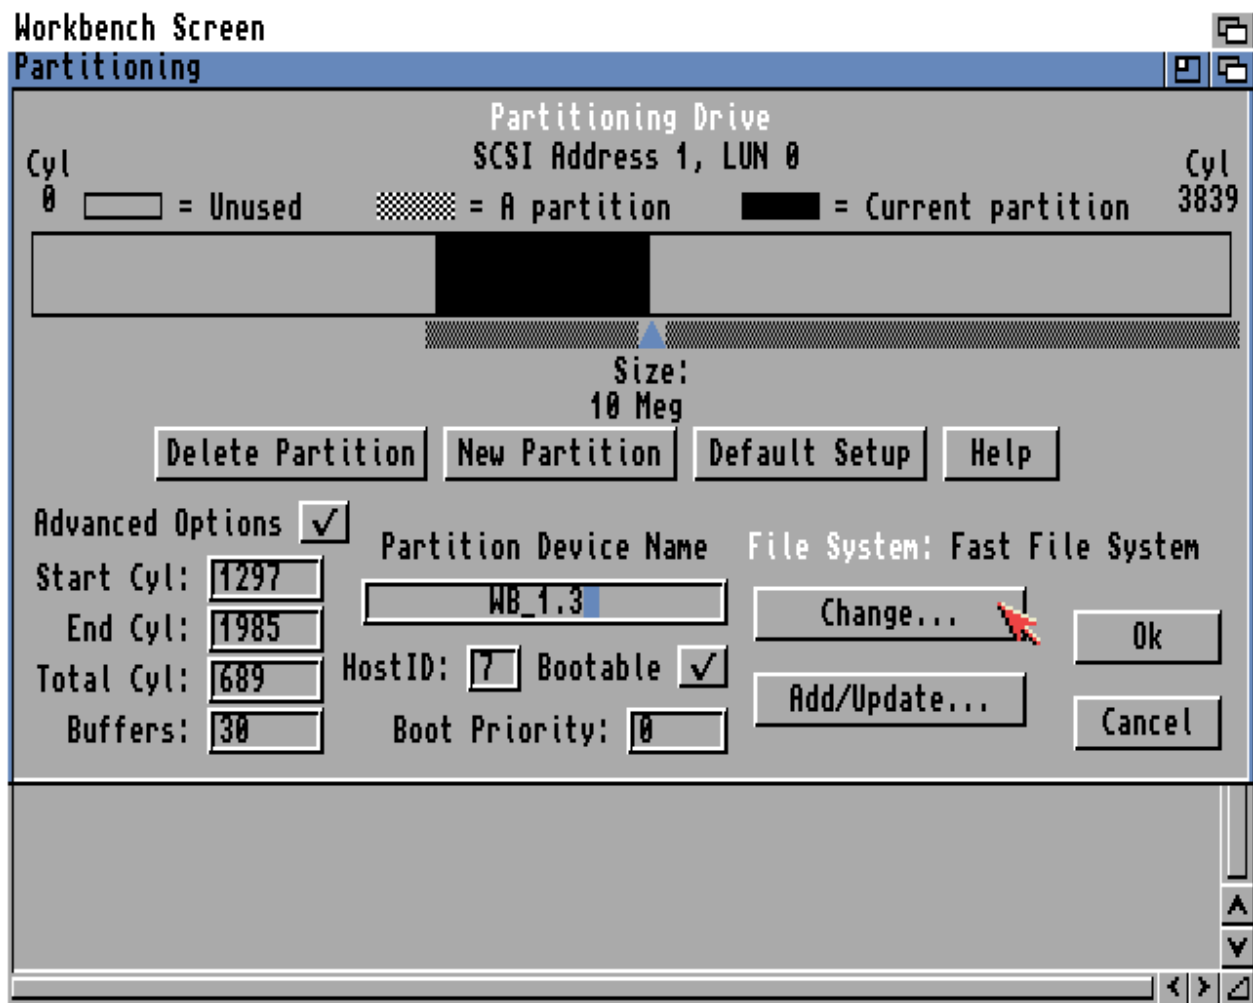 Workbench Screen
Partitioning
Partitioning Drive
SCSI Address 1, LUN 0
Cyl
0
Cyl
3839
= Unused
= A partition
= Current partition
Size:
10 Meg
Delete Partition
New Partition
Default Setup
Help
Advanced Options
Start Cyl: 1297
End Cyl: 1985
Total Cyl: 689
Buffers: 30
Partition Device Name
WB_1.3
HostID: 7
Bootable
Boot Priority: 0
File System: Fast File System
Change...
Add/Update...
Ok
Cancel